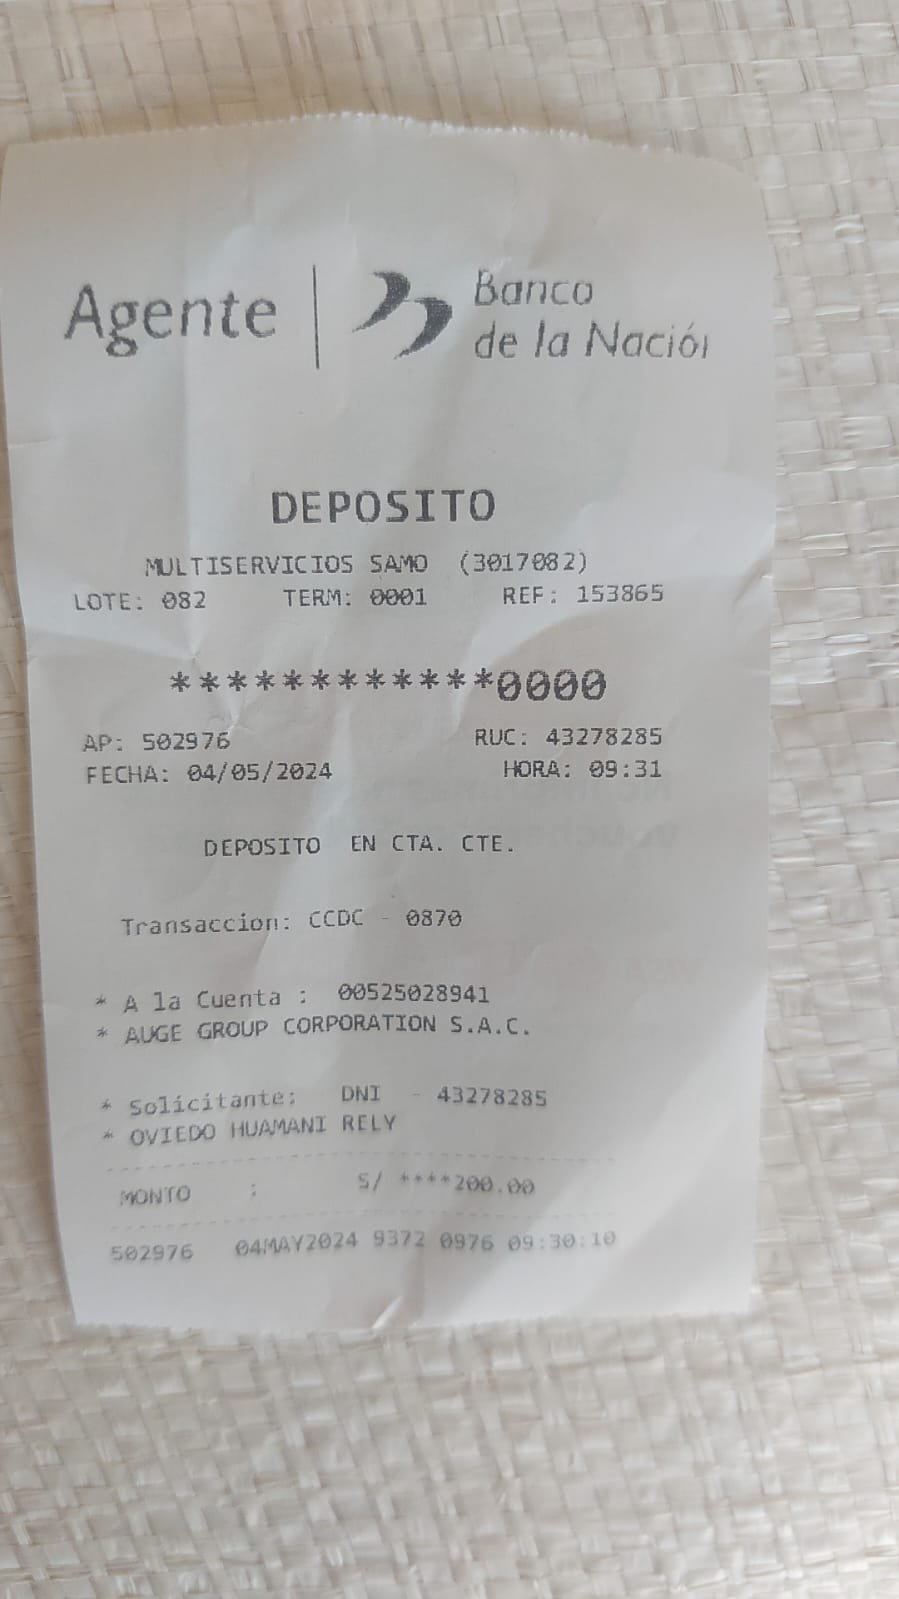 Agente | Banco
de la Nación
DEPOSITO
MULTISERVICIOS SAMO (3017082)
LOTE: 082 TERM: 0001 REF: 153865
************0000
AP: 502976 RUC: 43278285
FECHA: 04/05/2024 HORA: 09:31
DEPOSITO EN CTA. CTE.
Transaccion: CCDC - 0870
* A la Cuenta : 00525028941
* AUGE GROUP CORPORATION S.A.C.
* Solicitante: DNI - 43278285
* OVIEDO HUAMANI RELY
MONTO : S/ ****200.00
502976 04MAY2024 9372 0976 09:30:10